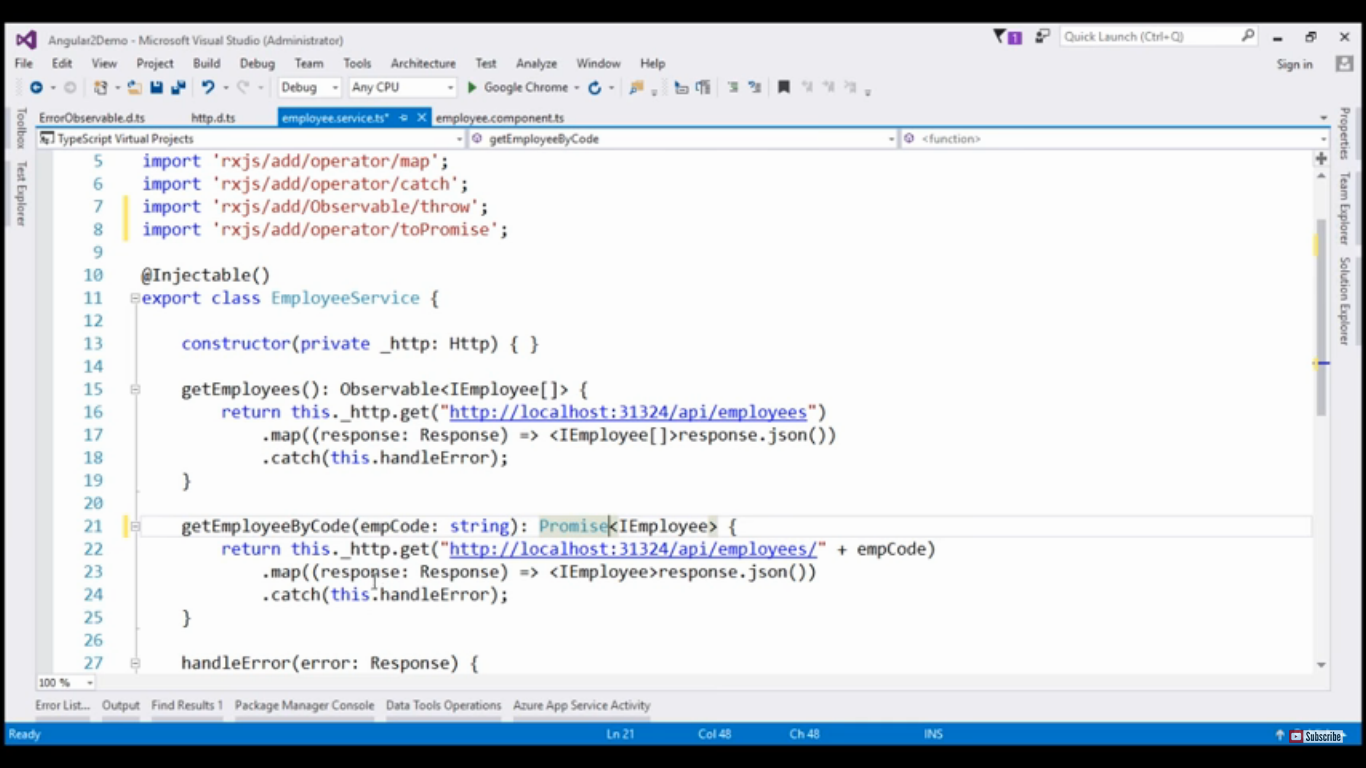 Angular2Demo - Microsoft Visual Studio (Administrator)
1
Quick Launch (Ctrl+Q)
File Edit View Project Build Debug Team Tools Architecture Test Analyze Window Help
Sign in
Debug Any CPU Google Chrome
ErrorObservable.d.ts http.d.ts employee.service.ts* employee.component.ts
TypeScript Virtual Projects getEmployeeByCode <function>
Toolbox
Test Explorer
5 import 'rxjs/add/operator/map';
6 import 'rxjs/add/operator/catch';
7 import 'rxjs/add/Observable/throw';
8 import 'rxjs/add/operator/toPromise';
9
10 @Injectable()
11 export class EmployeeService {
12
13 constructor(private _http: Http) { }
14
15 getEmployees(): Observable<IEmployee[]> {
16 return this._http.get("http://localhost:31324/api/employees")
17 .map((response: Response) => <IEmployee[]>response.json())
18 .catch(this.handleError);
19 }
20
21 getEmployeeByCode(empCode: string): Promise<IEmployee> {
22 return this._http.get("http://localhost:31324/api/employees/" + empCode)
23 .map((response: Response) => <IEmployee>response.json())
24 .catch(this.handleError);
25 }
26
27 handleError(error: Response) {
Properties
Team Explorer
Solution Explorer
100 %
Error List... Output Find Results 1 Package Manager Console Data Tools Operations Azure App Service Activity
Ready Ln 21 Col 48 Ch 48 INS
Subscribe